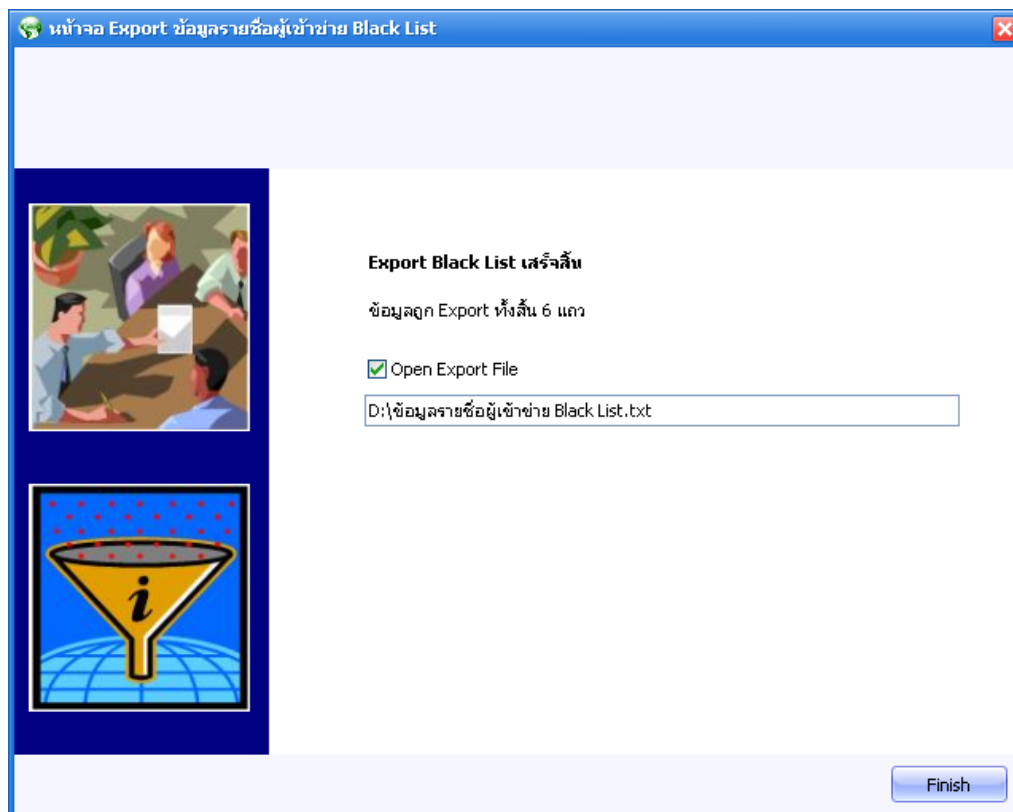 หน้าจอ Export ข้อมูลรายชื่อผู้เข้าข่าย Black List
Export Black List เสร็จสิ้น
ข้อมูลถูก Export ทั้งสิ้น 6 แถว
Open Export File
D:\ข้อมูลรายชื่อผู้เข้าข่าย Black List.txt
i
Finish